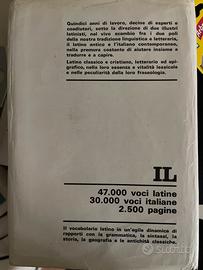 Quindici anni di lavoro, decine di esperti e
coadiutori, sotto la direzione di due illustri
latinisti, nel vivo scambio fra i due poli
della nostra tradizione linguistica e letteraria,
il latino antico e l'italiano contemporaneo,
nella premura costante di aiutare insieme a
tradurre e a capire.
Latino classico e cristiano, letterario ed epi-
grafico, nella loro essenza e vitalità lessicale
e nelle peculiarità della loro fraseologia.
IL
47.000 voci latine
30.000 voci italiane
2.500 pagine
Il vocabolario latino in un'agile dinamica di
rapporti con la grammatica, la sintassi, la
storia, la geografia e le antichità classiche.
subito.it